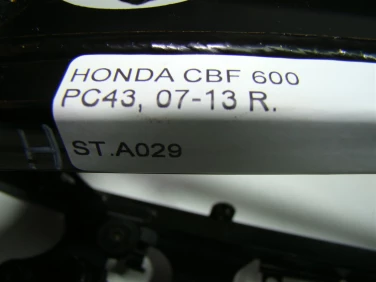 HONDA CBF 600
PC43, 07-13 R.
ST.A029
H